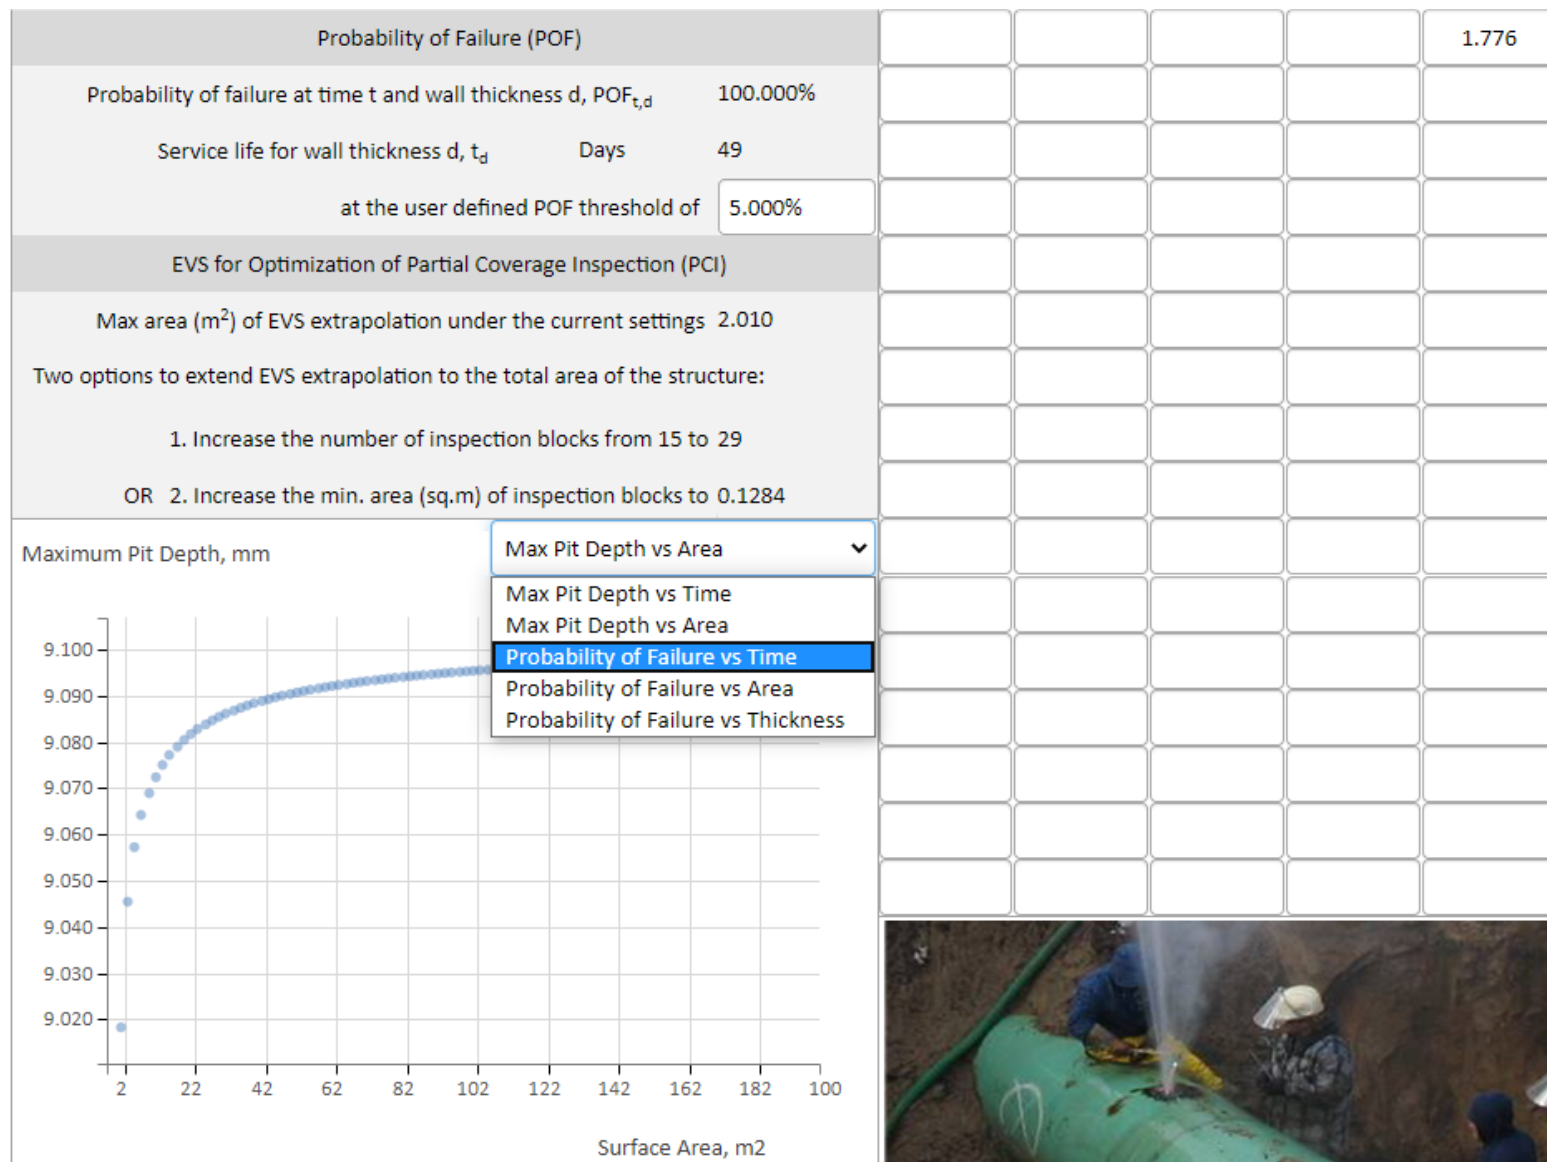 Probability of Failure (POF)
1.776
Probability of failure at time t and wall thickness d, POFt,d 100.000%
Service life for wall thickness d, td Days 49
at the user defined POF threshold of 5.000%
EVS for Optimization of Partial Coverage Inspection (PCI)
Max area (m2) of EVS extrapolation under the current settings 2.010
Two options to extend EVS extrapolation to the total area of the structure:
1. Increase the number of inspection blocks from 15 to 29
OR 2. Increase the min. area (sq.m) of inspection blocks to 0.1284
Maximum Pit Depth, mm
Max Pit Depth vs Area
Max Pit Depth vs Time
Max Pit Depth vs Area
Probability of Failure vs Time
Probability of Failure vs Area
Probability of Failure vs Thickness
9.100
9.090
9.080
9.070
9.060
9.050
9.040
9.030
9.020
2 22 42 62 82 102 122 142 162 182 100
Surface Area, m2